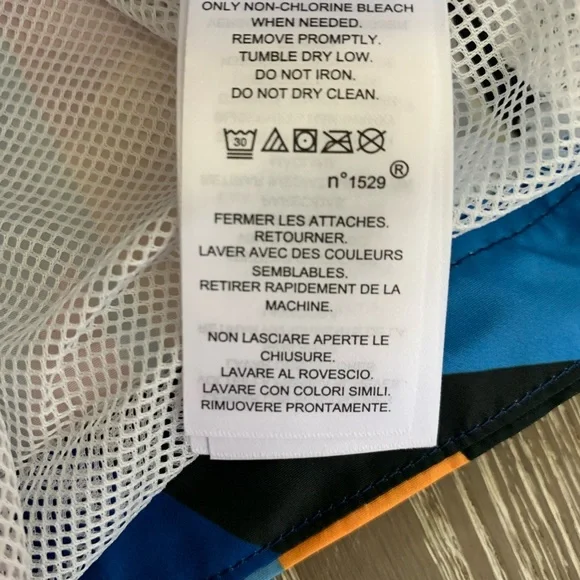 ONLY NON-CHLORINE BLEACH
WHEN NEEDED.
REMOVE PROMPTLY.
TUMBLE DRY LOW.
DO NOT IRON.
DO NOT DRY CLEAN.
30
n°1529 ®
FERMER LES ATTACHES.
RETOURNER.
LAVER AVEC DES COULEURS
SEMBLABLES.
RETIRER RAPIDEMENT DE LA
MACHINE.
NON LASCIARE APERTE LE
CHIUSURE.
LAVARE AL ROVESCIO.
LAVARE CON COLORI SIMILI.
RIMUOVERE PRONTAMENTE.